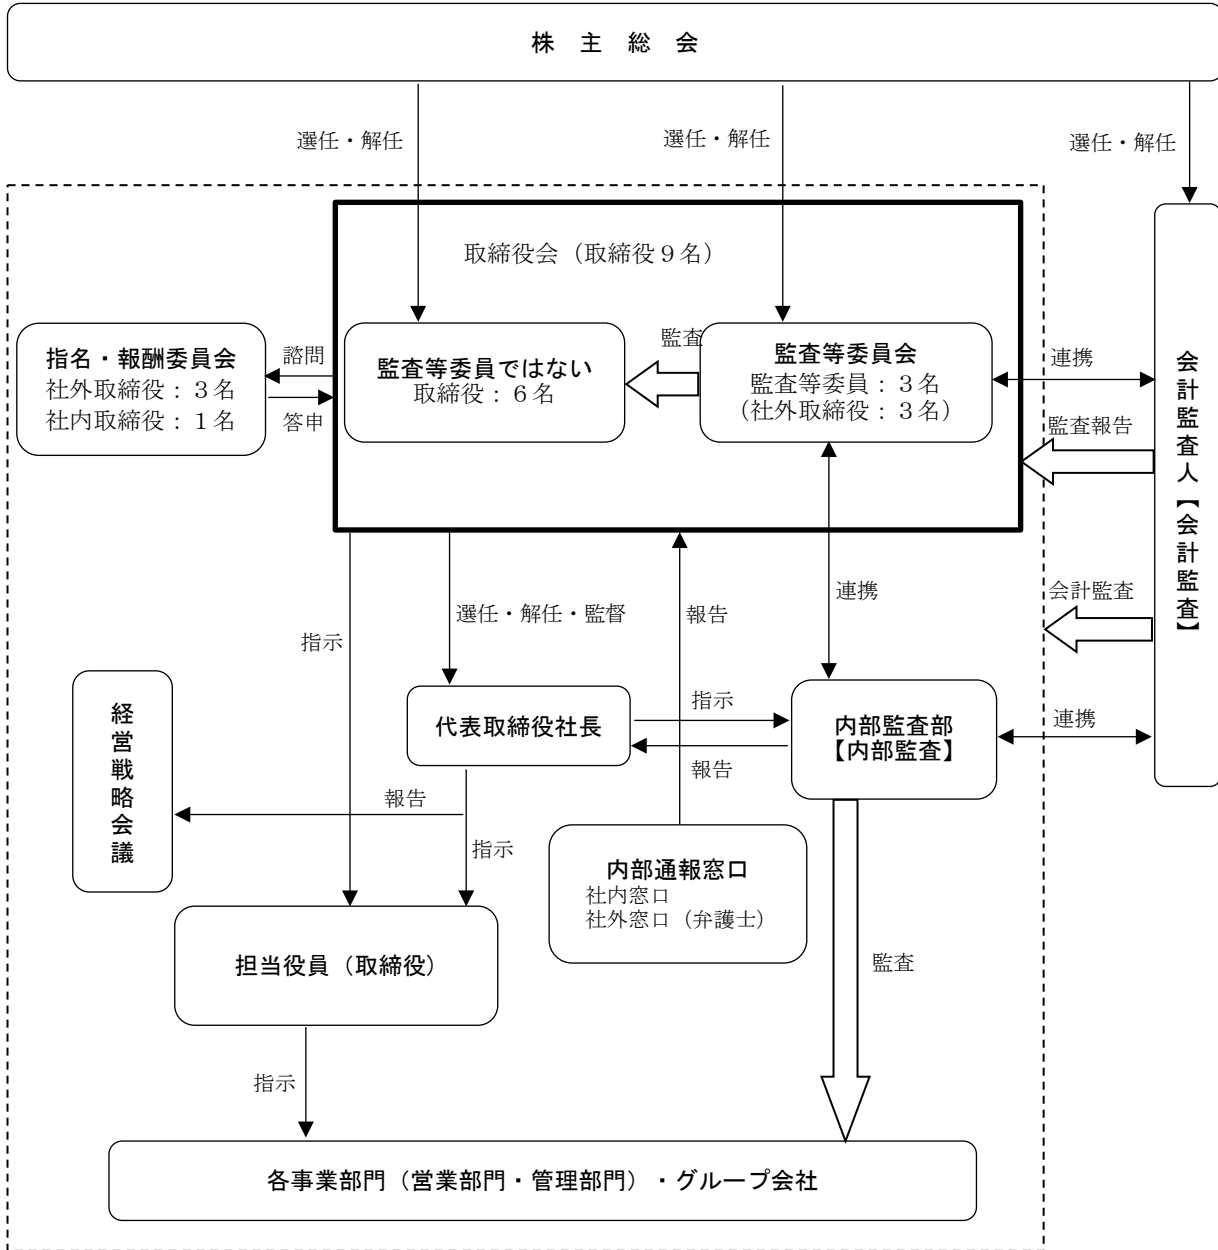 株 主 総 会
選任・解任
選任・解任
選任・解任
取締役会（取締役９名）
指名・報酬委員会
社外取締役：３名
社内取締役：１名
諮問
答申
監査等委員ではない
取締役：６名
監査
監査等委員会
監査等委員：３名
（社外取締役：３名）
連携
監査報告
会計監査人【会計監査】
会計監査
指示
選任・解任・監督
報告
連携
経営戦略会議
代表取締役社長
指示
報告
内部監査部
【内部監査】
連携
報告
指示
内部通報窓口
社内窓口
社外窓口（弁護士）
監査
担当役員（取締役）
指示
各事業部門（営業部門・管理部門）・グループ会社